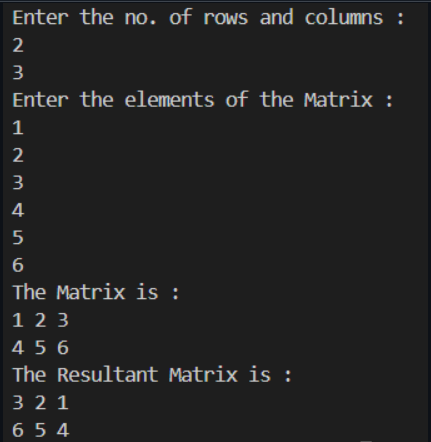 Enter the no. of rows and columns :
2
3
Enter the elements of the Matrix :
1
2
3
4
5
6
The Matrix is :
1 2 3
4 5 6
The Resultant Matrix is :
3 2 1
6 5 4